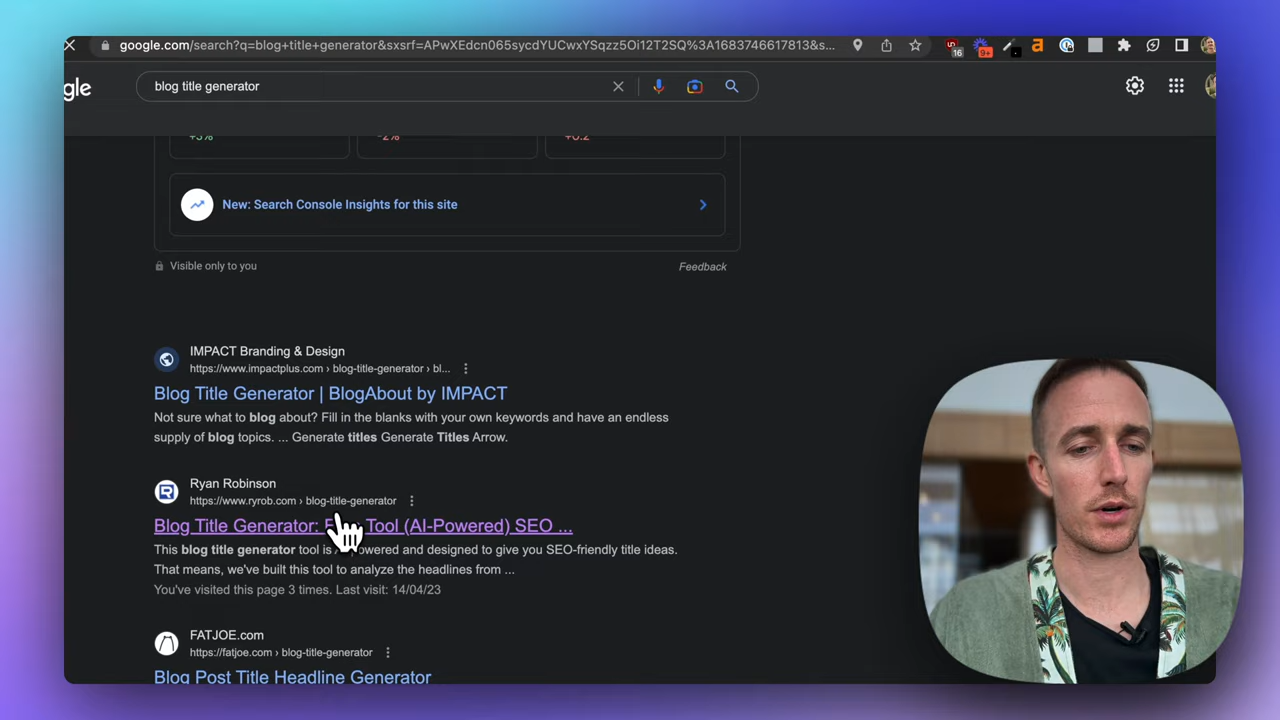 google.com/search?q=blog+title+generator&sxsrf=APwXEdcn065sycdYUCwxYSqzz5Oi12T2SQ%3A1683746617813&s...
16
9+
gle
blog title generator
+3%
-2%
+0.2
New: Search Console Insights for this site
Visible only to you
Feedback
IMPACT Branding & Design
https://www.impactplus.com › blog-title-generator › bl...
Blog Title Generator | BlogAbout by IMPACT
Not sure what to blog about? Fill in the blanks with your own keywords and have an endless
supply of blog topics. ... Generate titles Generate Titles Arrow.
Ryan Robinson
https://www.ryrob.com › blog-title-generator
Blog Title Generator: Tool (AI-Powered) SEO ...
This blog title generator tool is powered and designed to give you SEO-friendly title ideas.
That means, we've built this tool to analyze the headlines from ...
You've visited this page 3 times. Last visit: 14/04/23
FATJOE.com
https://fatjoe.com › blog-title-generator
Blog Post Title Headline Generator